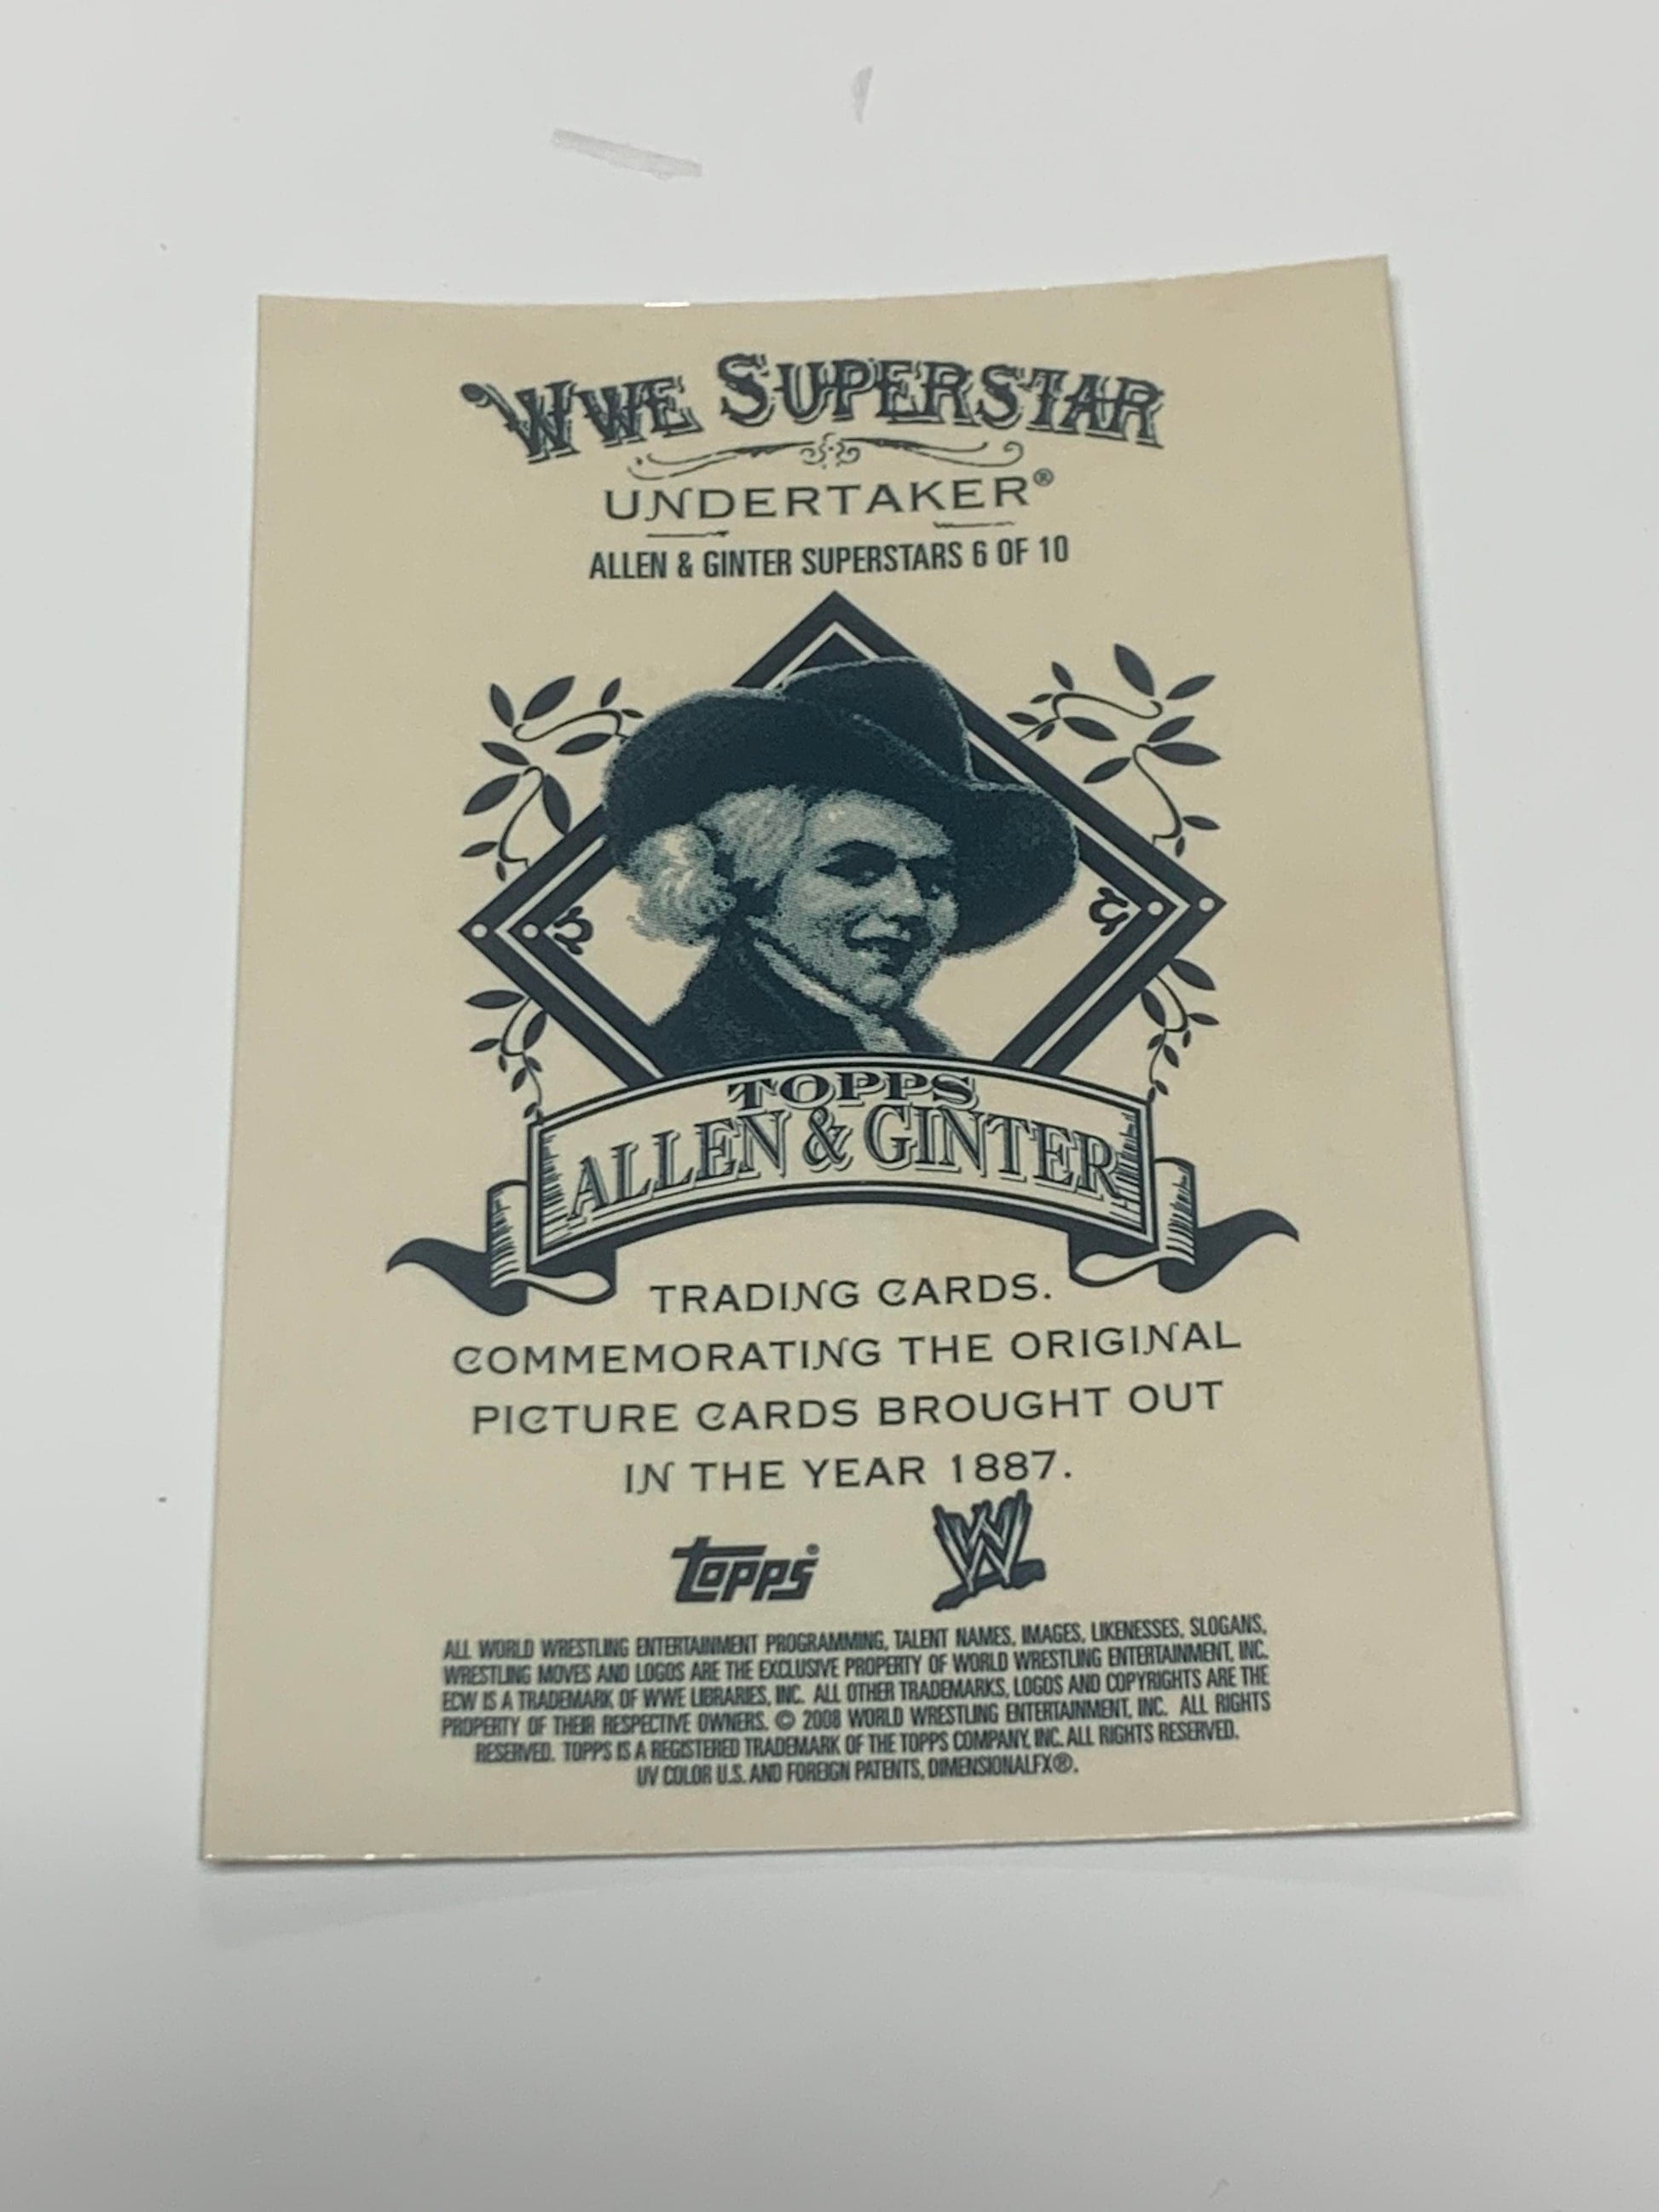 WWE SUPERSTAR
UNDERTAKER®
ALLEN & GINTER SUPERSTARS 6 OF 10
TOPPS
ALLEN & GINTER
TRADING CARDS.
COMMEMORATING THE ORIGINAL
PICTURE CARDS BROUGHT OUT
IN THE YEAR 1887.
topps® W
ALL WORLD WRESTLING ENTERTAINMENT PROGRAMMING, TALENT NAMES, IMAGES, LIKENESSES, SLOGANS,
WRESTLING MOVES AND LOGOS ARE THE EXCLUSIVE PROPERTY OF WORLD WRESTLING ENTERTAINMENT, INC.
ECW IS A TRADEMARK OF WWE LIBRARIES, INC. ALL OTHER TRADEMARKS, LOGOS AND COPYRIGHTS ARE THE
PROPERTY OF THEIR RESPECTIVE OWNERS. © 2008 WORLD WRESTLING ENTERTAINMENT, INC. ALL RIGHTS
RESERVED. TOPPS IS A REGISTERED TRADEMARK OF THE TOPPS COMPANY, INC. ALL RIGHTS RESERVED.
UV COLOR U.S. AND FOREIGN PATENTS, DIMENSIONALFX®.